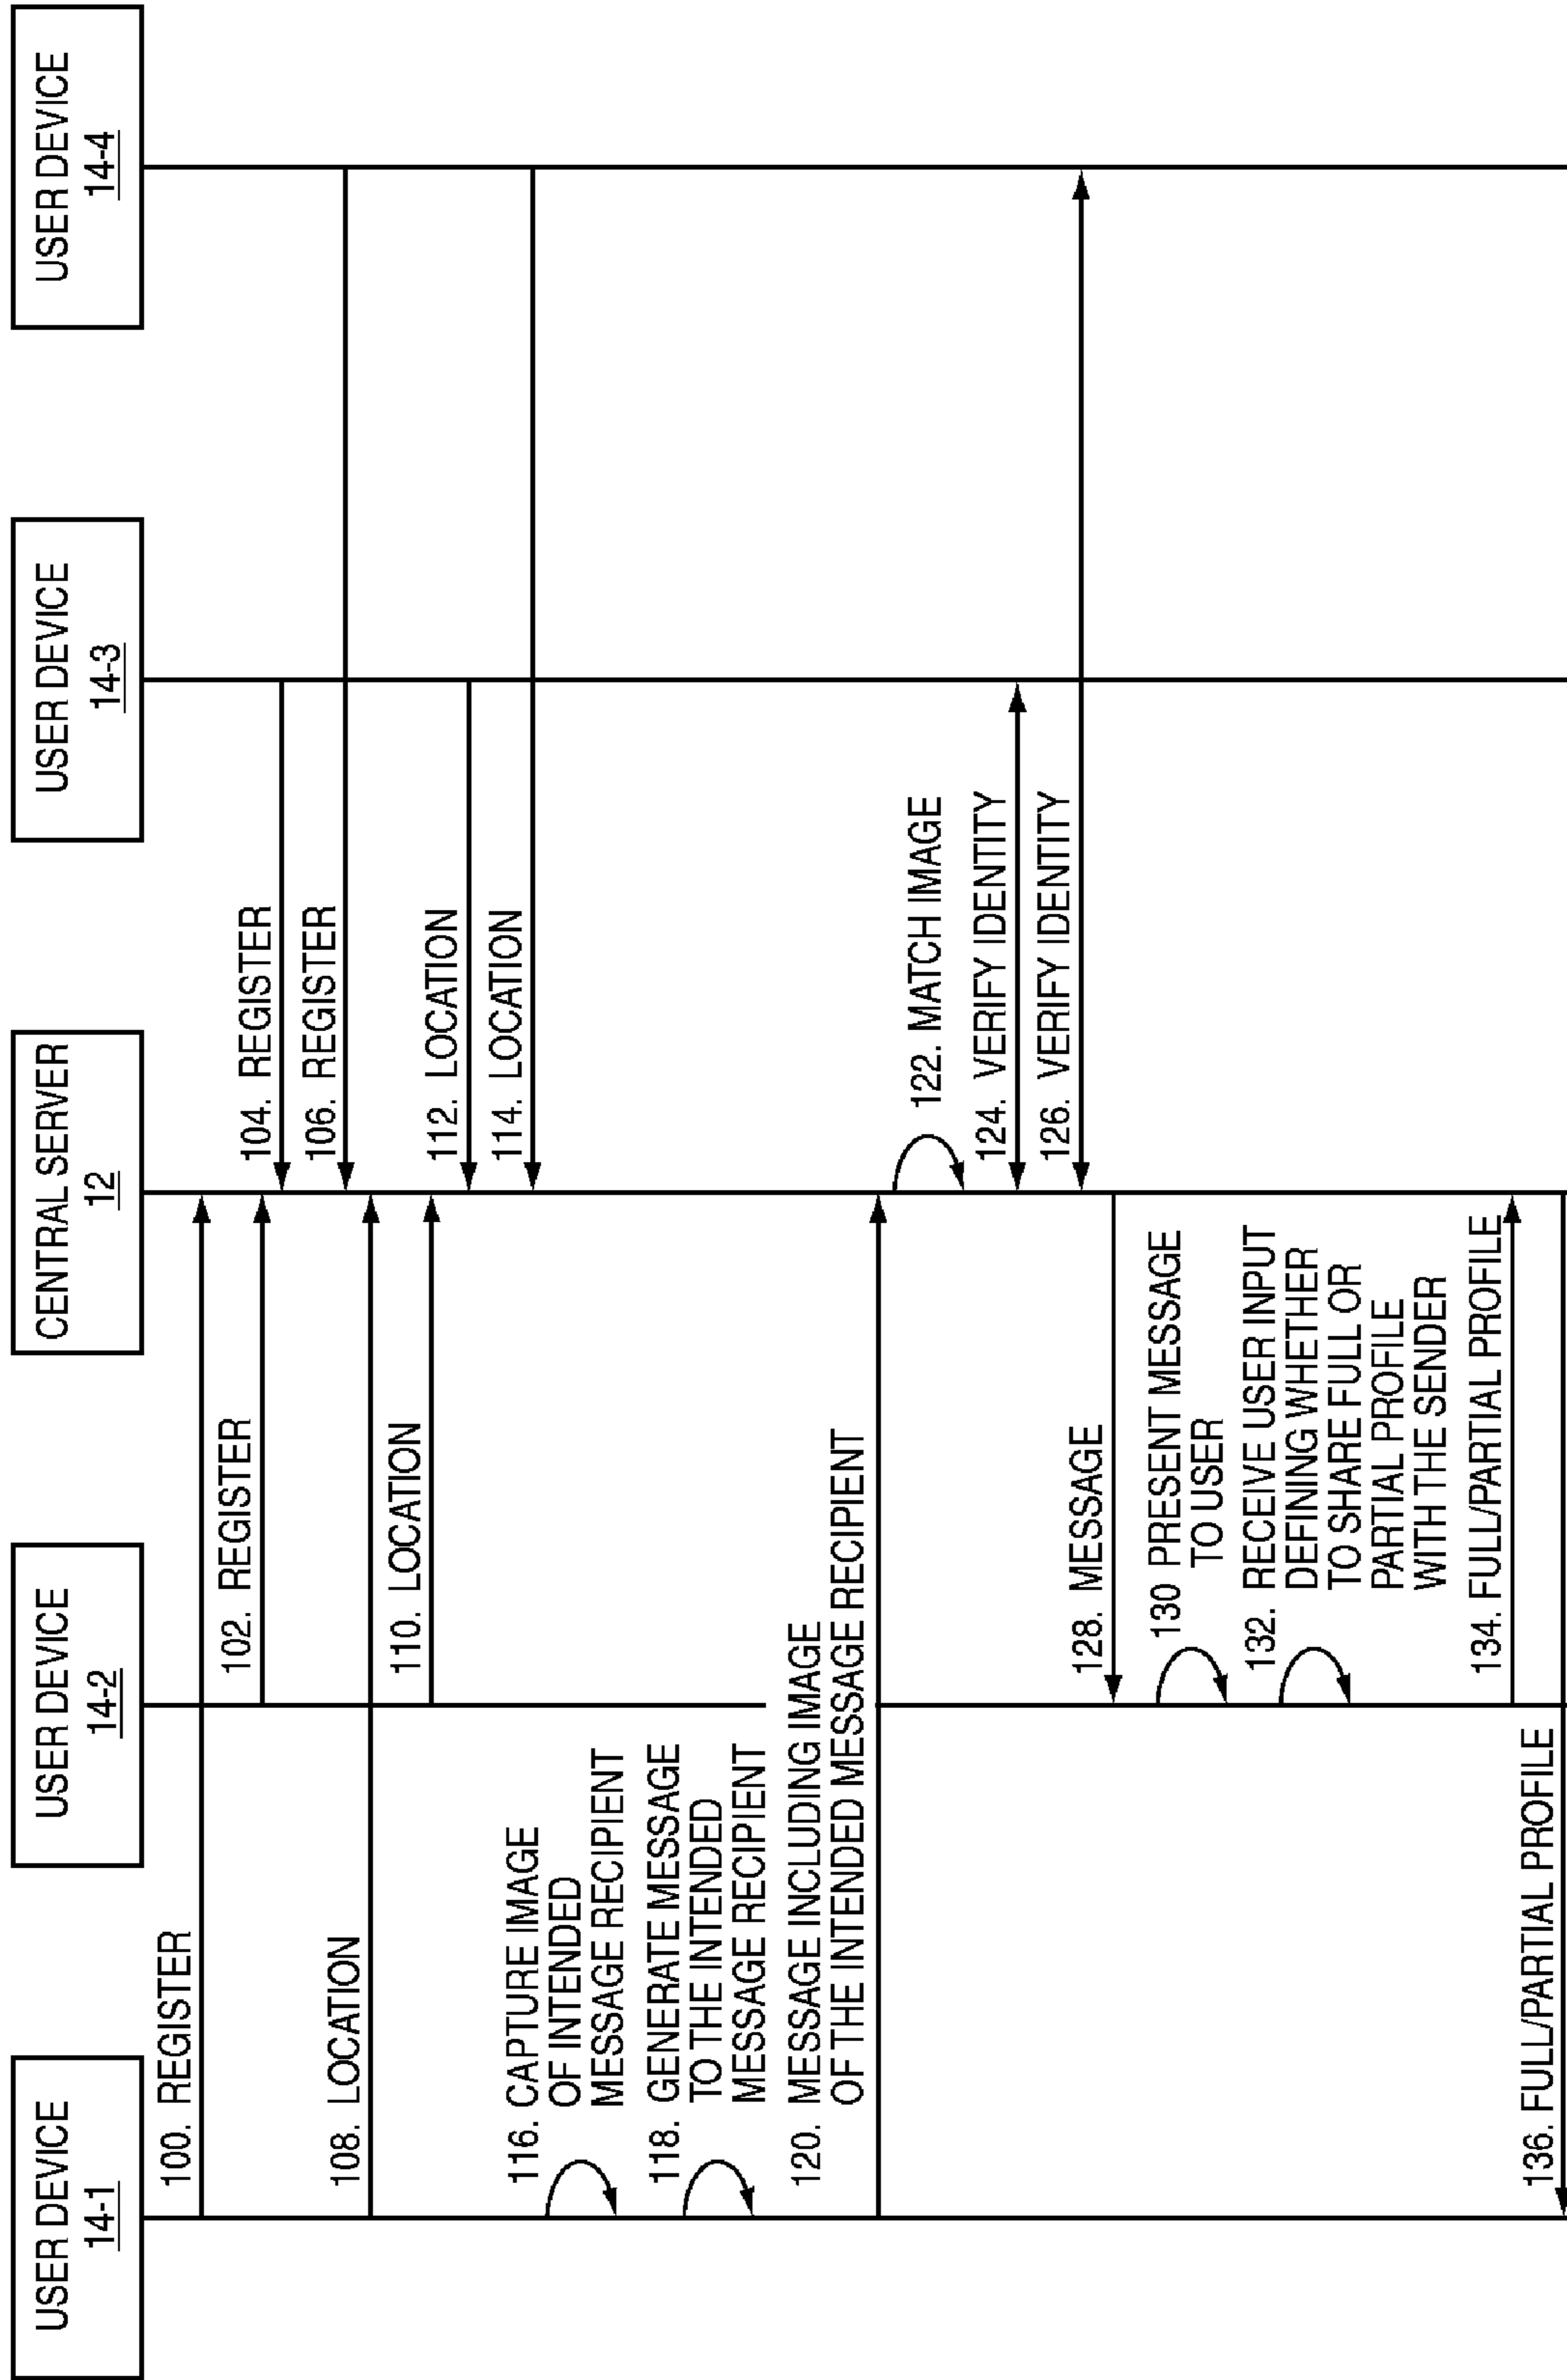 USER DEVICE
14-1
USER DEVICE
14-2
CENTRAL SERVER
12
USER DEVICE
14-3
USER DEVICE
14-4
100. REGISTER
102. REGISTER
104. REGISTER
106. REGISTER
108. LOCATION
110. LOCATION
112. LOCATION
114. LOCATION
116. CAPTURE IMAGE
OF INTENDED
MESSAGE RECIPIENT
118. GENERATE MESSAGE
TO THE INTENDED
MESSAGE RECIPIENT
120. MESSAGE INCLUDING IMAGE
OF THE INTENDED MESSAGE RECIPIENT
122. MATCH IMAGE
124. VERIFY IDENTITY
126. VERIFY IDENTITY
128. MESSAGE
130 PRESENT MESSAGE
TO USER
132. RECEIVE USER INPUT
DEFINING WHETHER
TO SHARE FULL OR
PARTIAL PROFILE
WITH THE SENDER
134. FULL/PARTIAL PROFILE
136. FULL/PARTIAL PROFILE